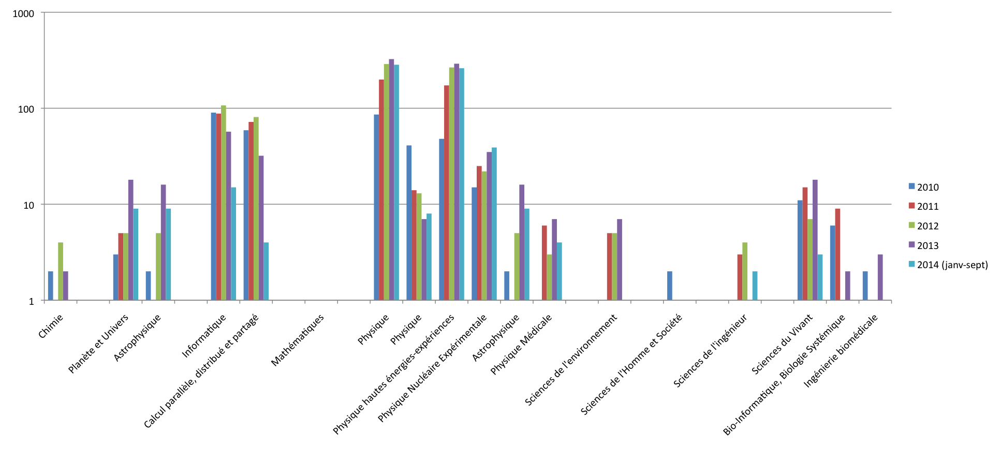 1000
100
10
1
Chimie
Planète et Univers
Astrophysique
Informatique
Calcul parallèle, distribué et partagé
Mathématiques
Physique
Physique
Physique hautes énergies-expériences
Physique Nucléaire Expérimentale
Astrophysique
Physique Médicale
Sciences de l'environnement
Sciences de l'Homme et Société
Sciences de l'ingénieur
Sciences du Vivant
Bio-Informatique, Biologie Systémique
Ingénierie biomédicale
2010
2011
2012
2013
2014 (janv-sept)